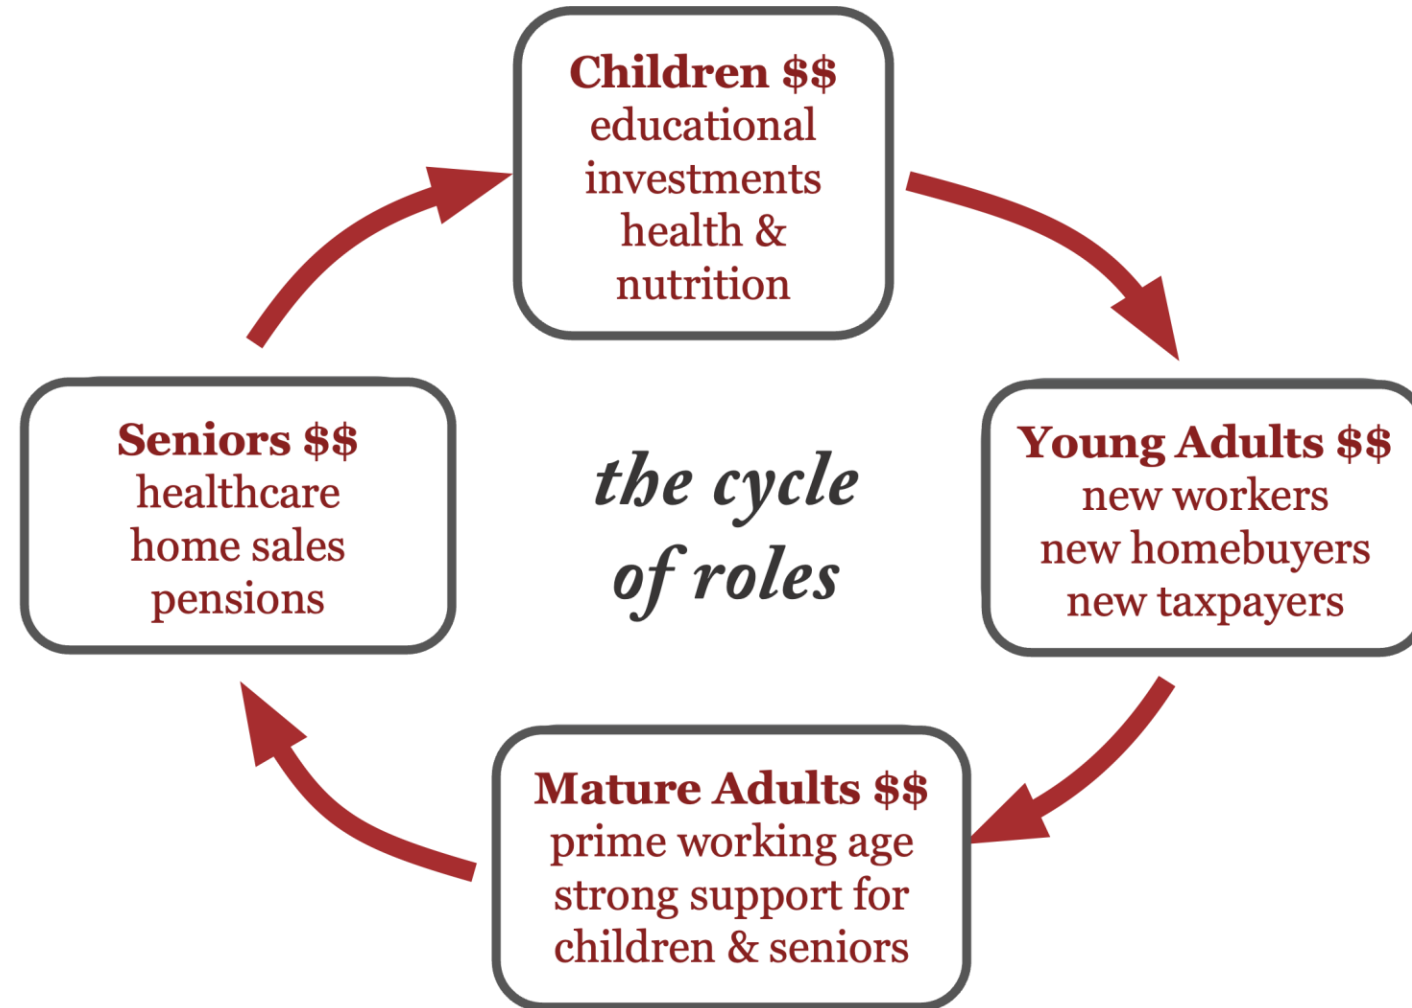 Children $$
educational
investments
health &
nutrition
Seniors $$
healthcare
home sales
pensions
the cycle
of roles
Young Adults $$
new workers
new homebuyers
new taxpayers
Mature Adults $$
prime working age
strong support for
children & seniors